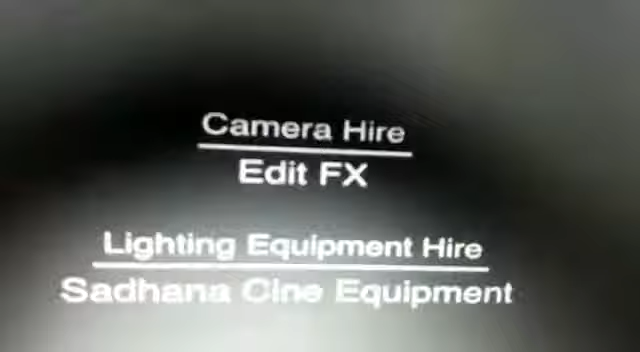 Camera Hire
Edit FX
Lighting Equipment Hire
Sadhana Cine Equipment